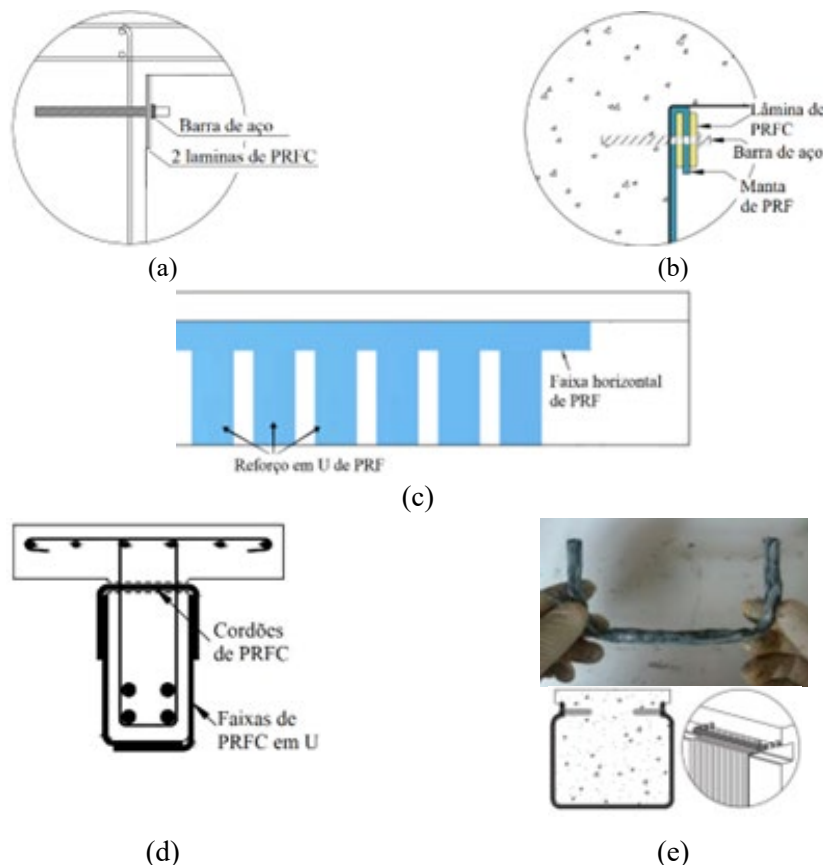 Barra de aço
2 laminas de PRFC
(a)
Lâmina de
PRFC
Barra de aço
Manta
de PRF
(b)
Faixa horizontal
de PRF
Reforço em U de PRF
(c)
Cordões
de PRFC
Faixas de
PRFC em U
(d)
(e)